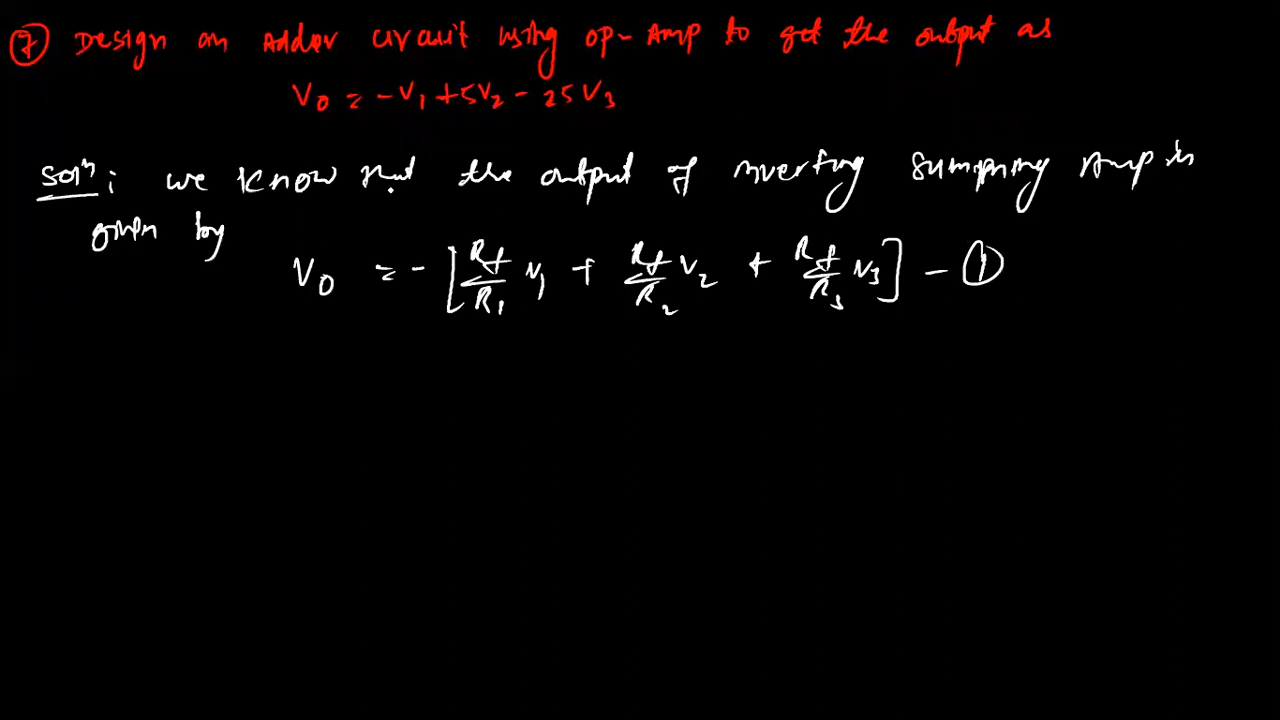 ⑦ Design an Adder circuit using op-Amp to get the output as
V₀ = -V₁ + 5V₂ - 25V₃
Solⁿ: we know that the output of inverting summing Amp is
given by
V₀ = -[Rf/R₁ V₁ + Rf/R₂ V₂ + Rf/R₃ V₃] - ①